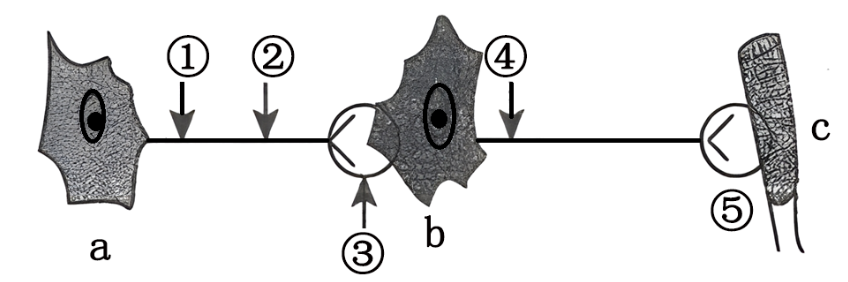 ① ② ④
c
⑤
b
③
a